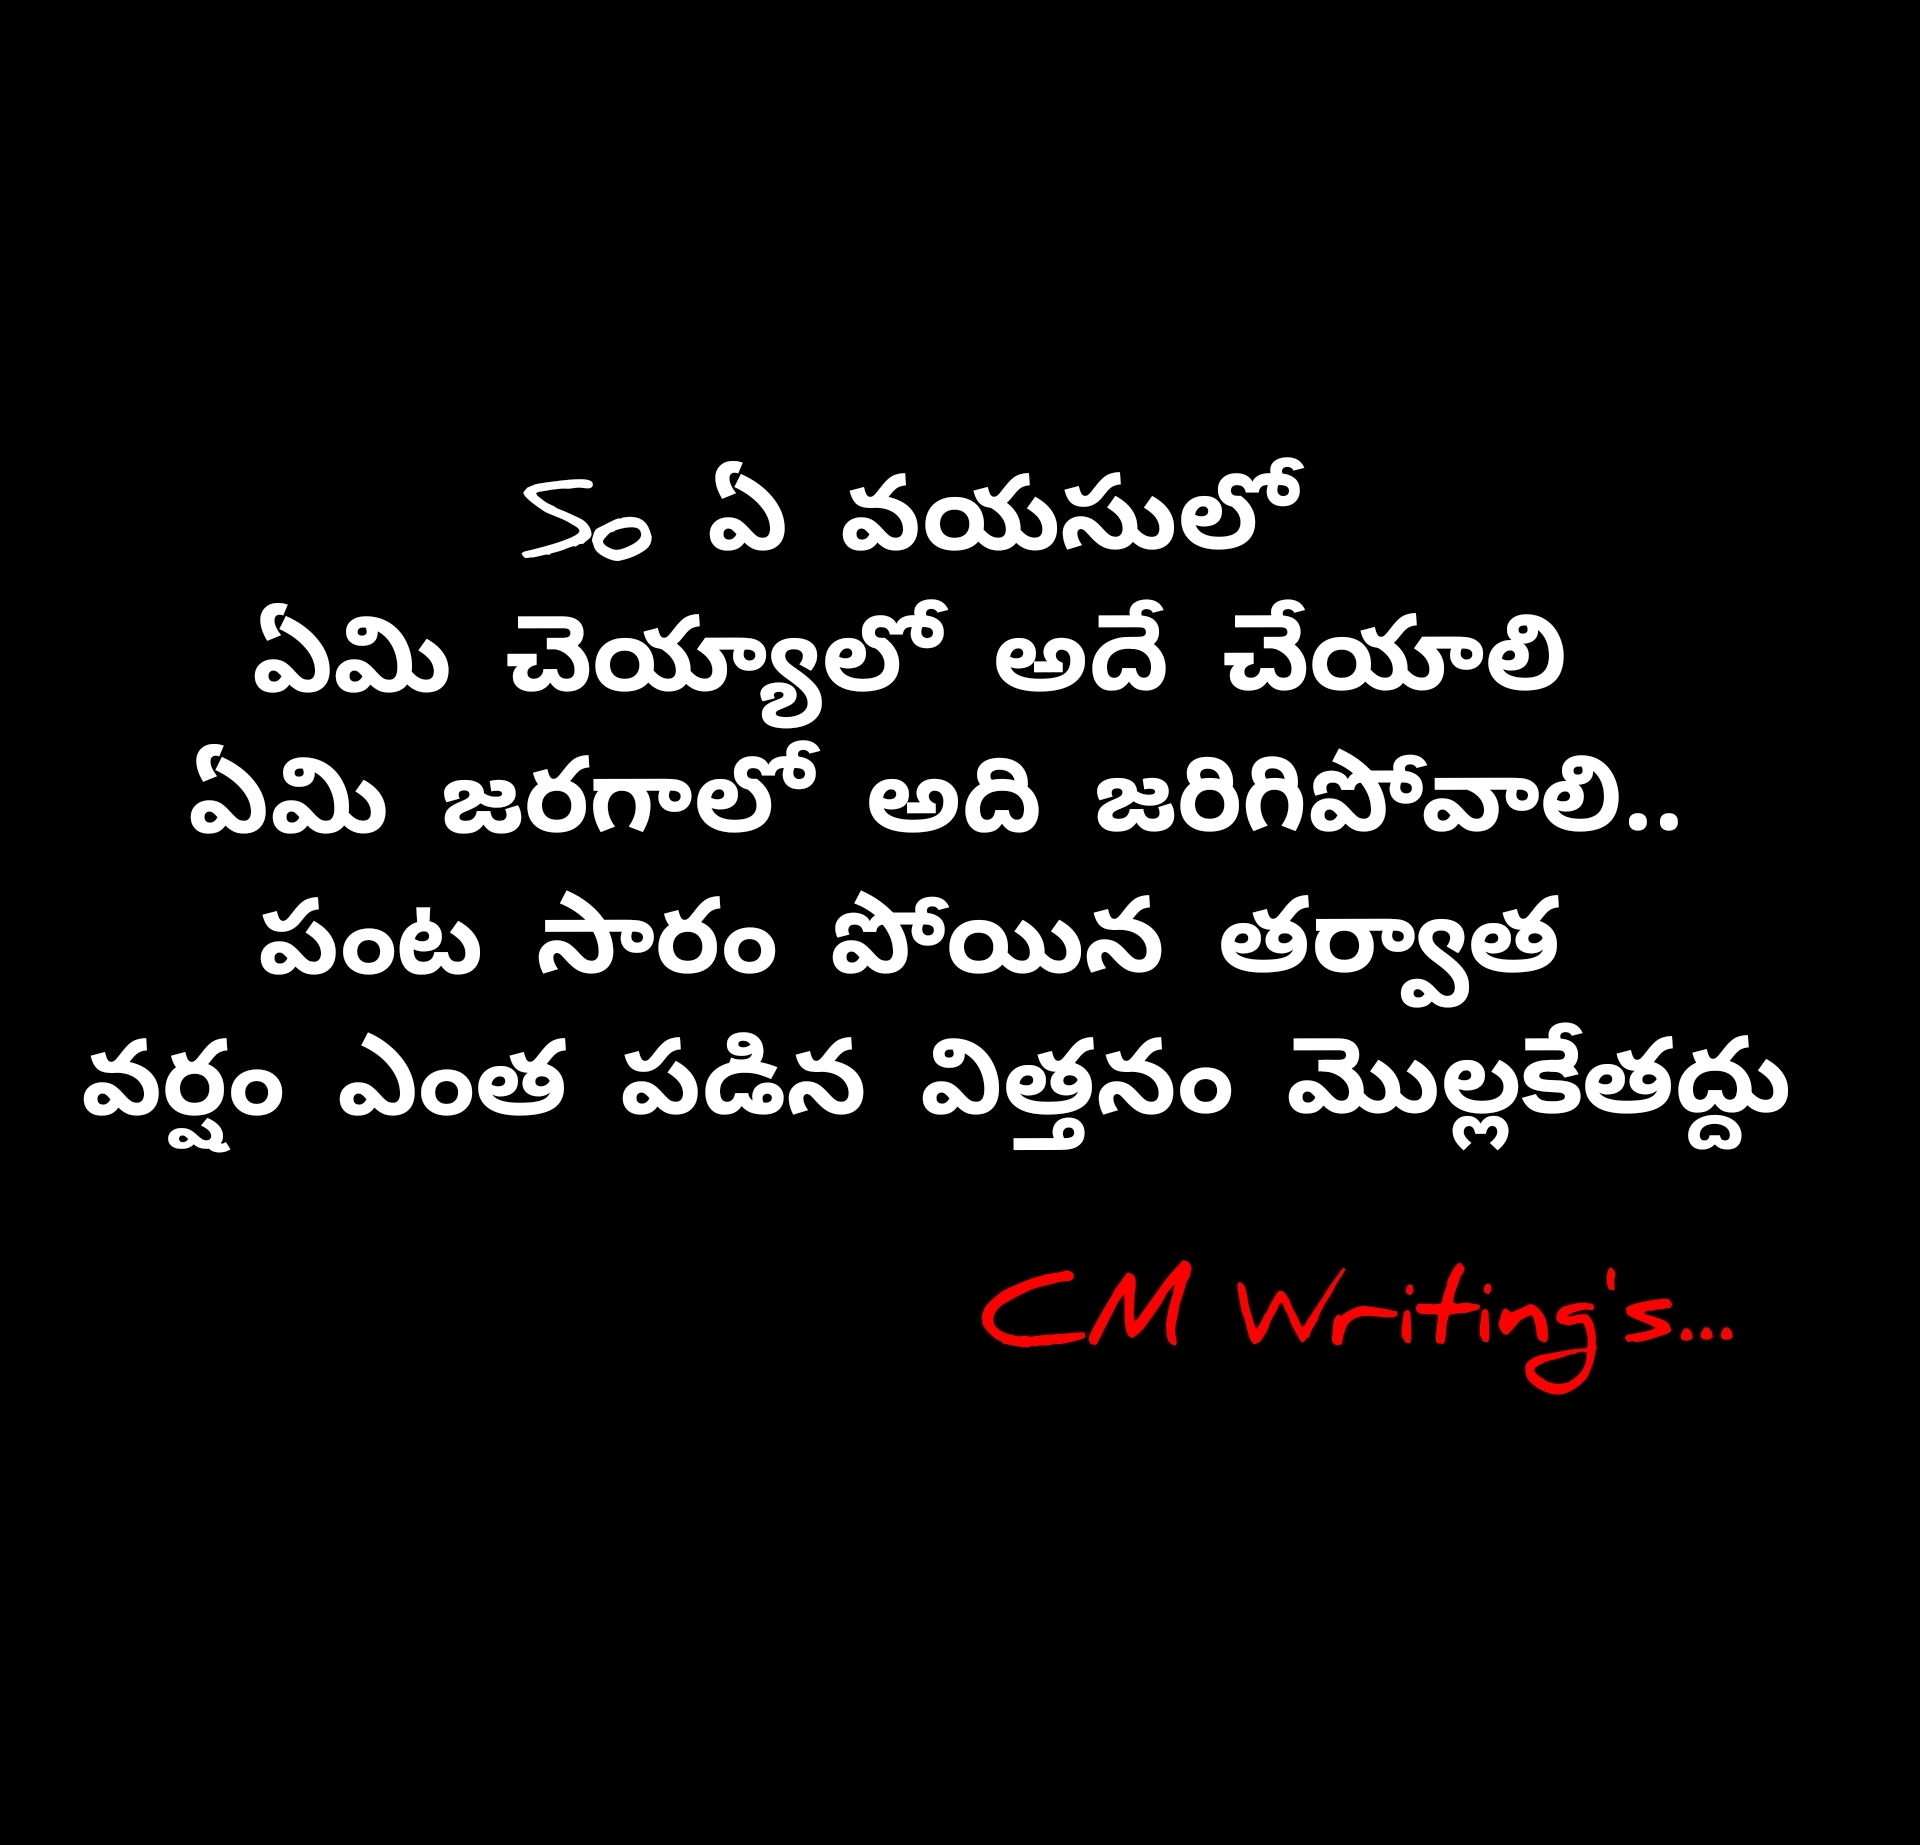 ఏ వయసులో
ఏమి చెయ్యాలో అదే చేయాలి
ఏమి జరగాలో అది జరిగిపోవాలి..
పంట సారం పోయిన తర్వాత
వర్షం ఎంత పడిన విత్తనం మొల్లకేతద్దు
CM Writing's...